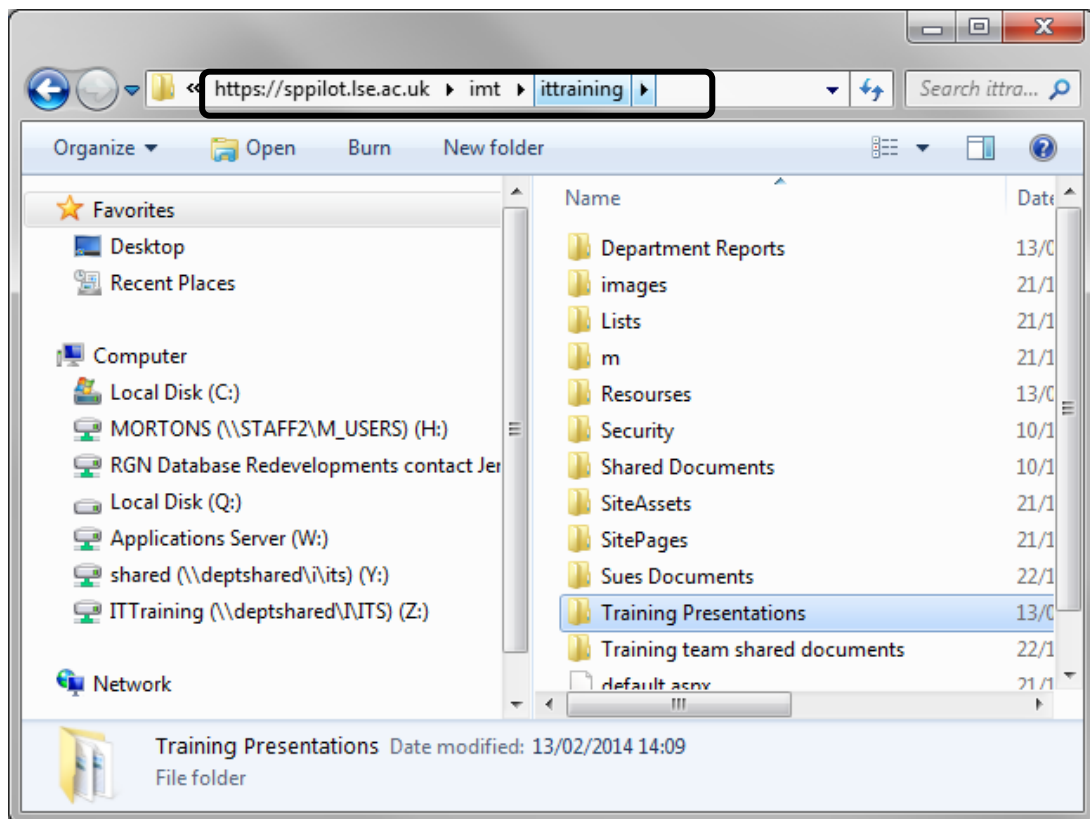 « https://sppilot.lse.ac.uk imt ittraining Search ittra...
Organize Open Burn New folder
Favorites
Desktop
Recent Places
Computer
Local Disk (C:)
MORTONS (\\STAFF2\M_USERS) (H:)
RGN Database Redevelopments contact Jer
Local Disk (Q:)
Applications Server (W:)
shared (\\deptshared\i\its) (Y:)
ITTraining (\\deptshared\I\ITS) (Z:)
Network
Name Date
Department Reports 13/0
images 21/1
Lists 21/1
m 21/1
Resourses 13/0
Security 10/1
Shared Documents 10/1
SiteAssets 21/1
SitePages 21/1
Sues Documents 22/1
Training Presentations 13/0
Training team shared documents 22/1
default.aspx 21/1
Training Presentations Date modified: 13/02/2014 14:09
File folder